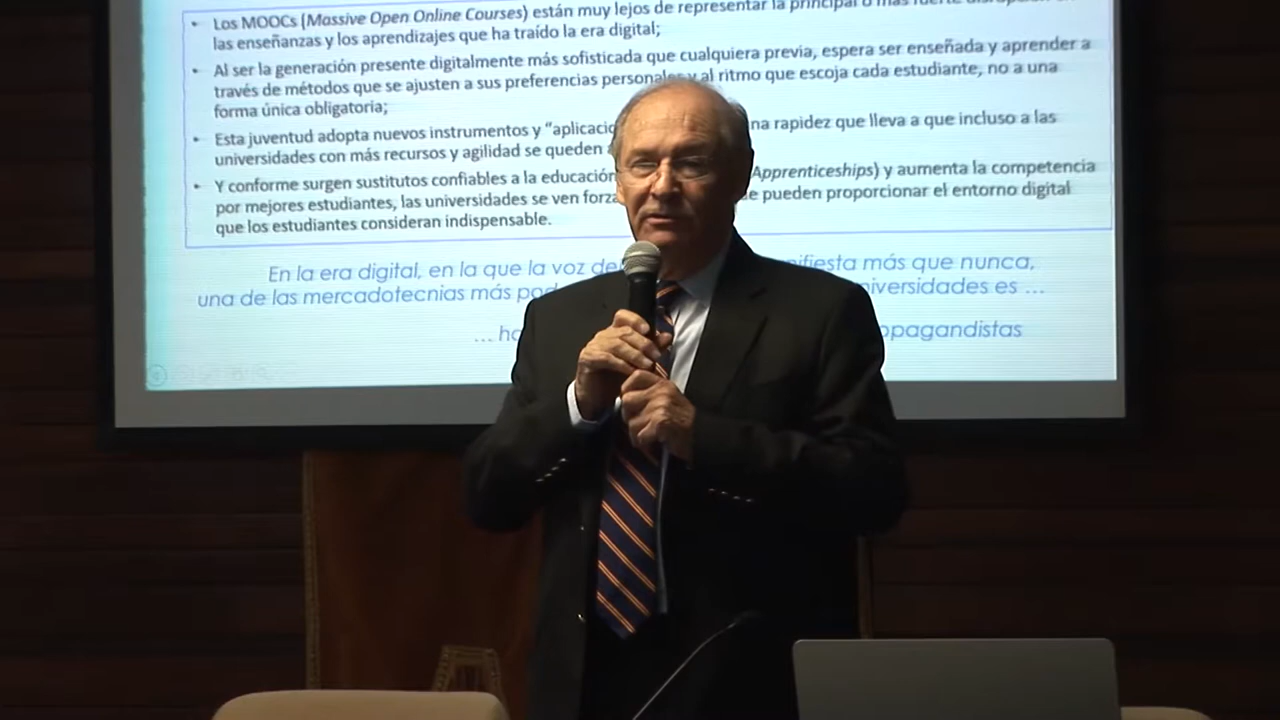 Los MOOCs (Massive Open Online Courses) están muy lejos de representar la principal o más fuerte
las enseñanzas y los aprendizajes que ha traído la era digital;
Al ser la generación presente digitalmente más sofisticada que cualquiera previa, espera ser enseñada y aprender a
través de métodos que se ajusten a sus preferencias personales y al ritmo que escoja cada estudiante, no a una
forma única obligatoria;
Esta juventud adopta nuevos instrumentos y "aplicacio na rapidez que lleva a que incluso a las
universidades con más recursos y agilidad se queden
Y conforme surgen sustitutos confiables a la educación Apprenticeships) y aumenta la competencia
por mejores estudiantes, las universidades se ven forza e pueden proporcionar el entorno digital
que los estudiantes consideran indispensable.
En la era digital, en la que la voz de nifiesta más que nunca,
una de las mercadotecnias más pod iversidades es ...
... ha opagandistas